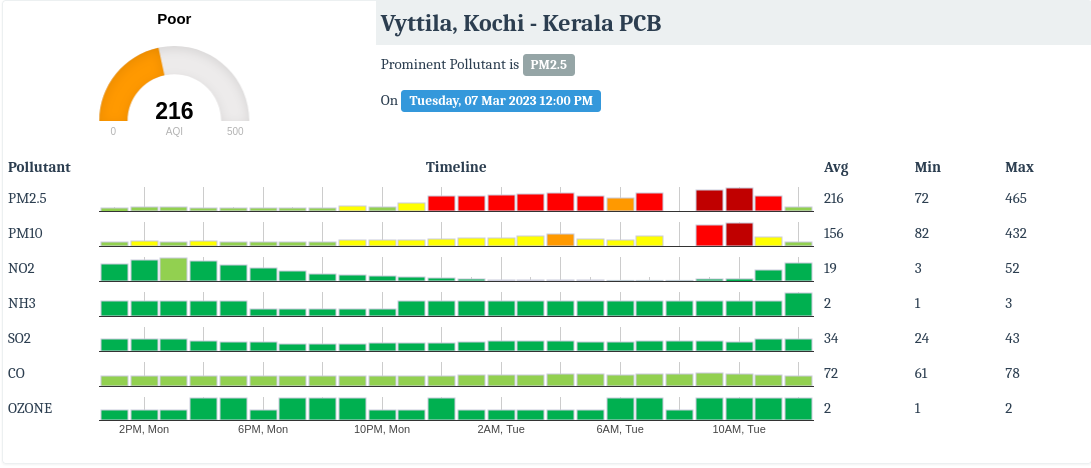 Poor
216
0 AQI 500
Vyttila, Kochi - Kerala PCB
Prominent Pollutant is PM2.5
On Tuesday, 07 Mar 2023 12:00 PM
Pollutant Timeline Avg Min Max
PM2.5 216 72 465
PM10 156 82 432
NO2 19 3 52
NH3 2 1 3
SO2 34 24 43
CO 72 61 78
OZONE 2 1 2
2PM, Mon 6PM, Mon 10PM, Mon 2AM, Tue 6AM, Tue 10AM, Tue